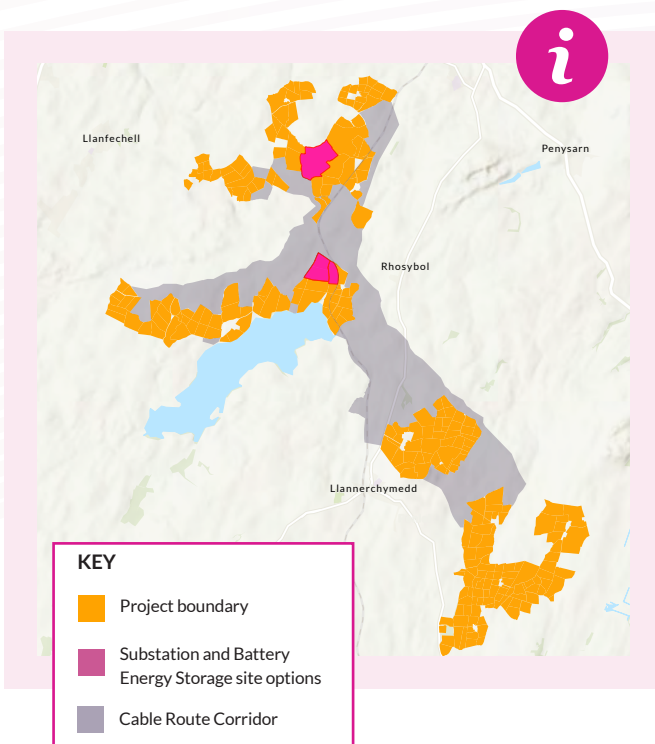 i
Llanfechell
Penysarn
Rhosybol
Llannerchymedd
KEY
Project boundary
Substation and Battery
Energy Storage site options
Cable Route Corridor